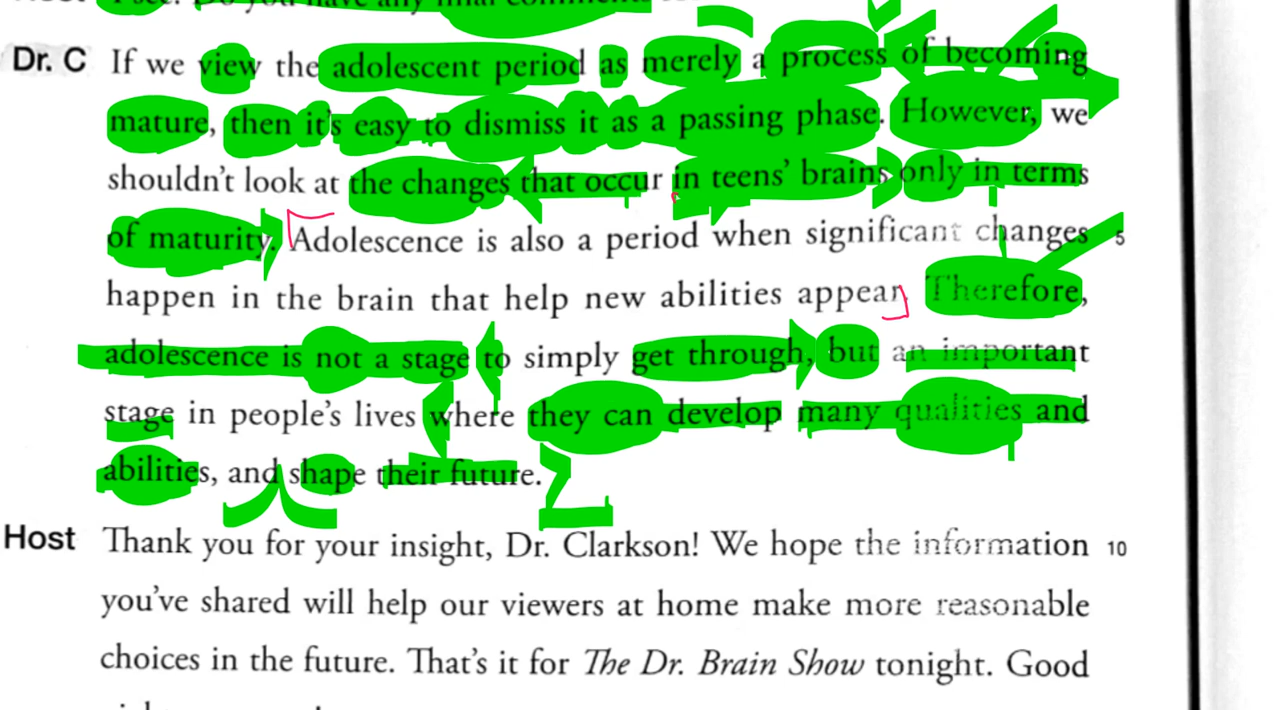 Dr. C If we view the adolescent period as merely a process of becoming
mature, then it's easy to dismiss it as a passing phase. However, we
shouldn't look at the changes that occur in teens' brains only in terms
of maturity. Adolescence is also a period when significant changes 5
happen in the brain that help new abilities appear. Therefore,
adolescence is not a stage to simply get through, but an important
stage in people's lives where they can develop many qualities and
abilities, and shape their future.
Host Thank you for your insight, Dr. Clarkson! We hope the information 10
you've shared will help our viewers at home make more reasonable
choices in the future. That's it for The Dr. Brain Show tonight. Good